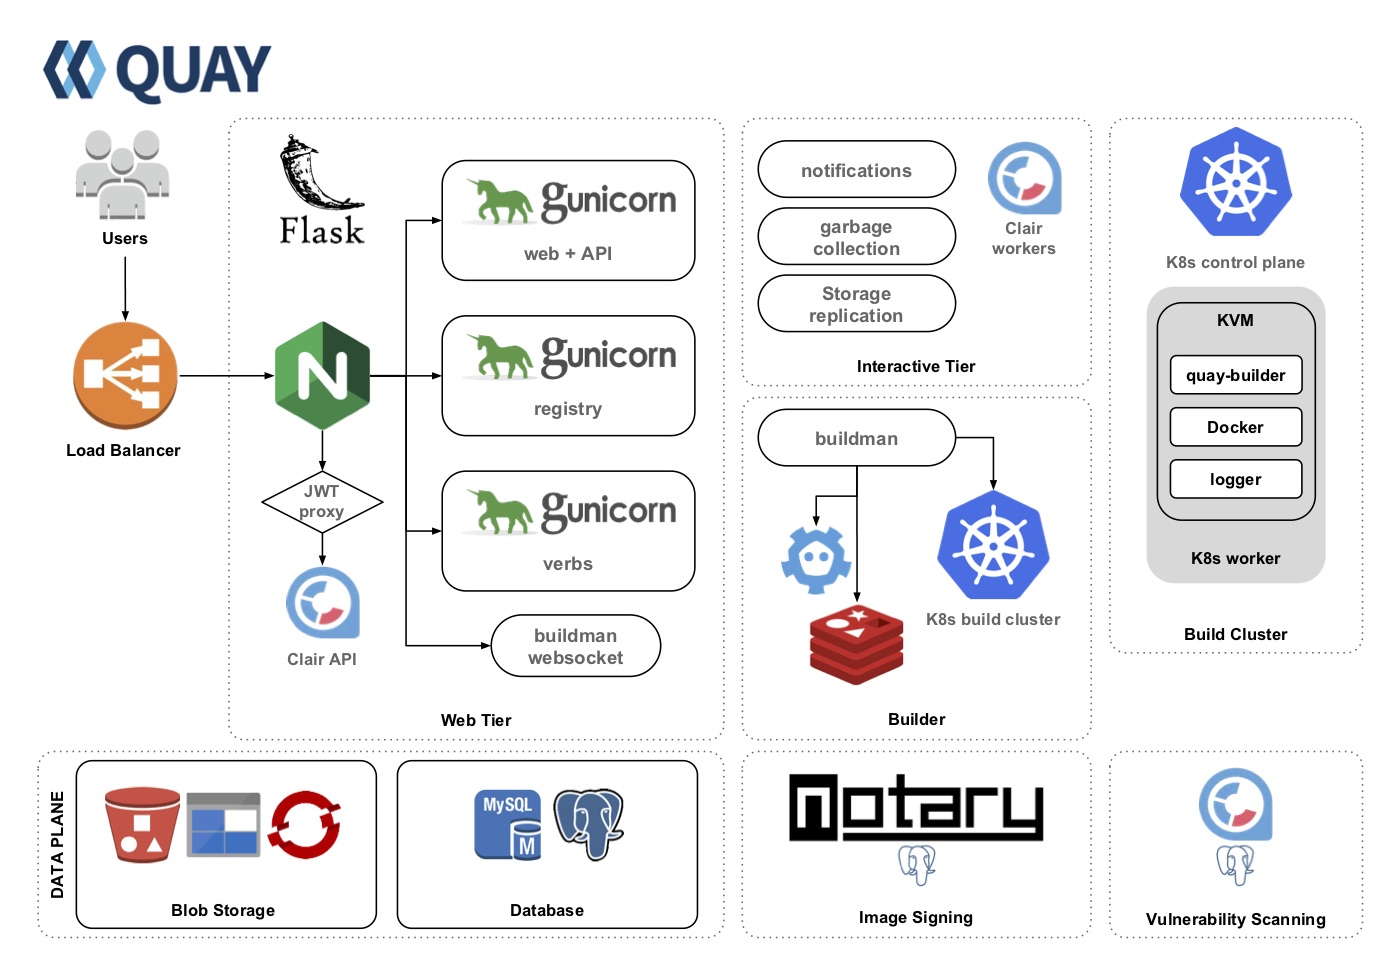 QUAY
Users
Load Balancer
Flask
gunicorn
web + API
gunicorn
registry
gunicorn
verbs
buildman
websocket
N
JWT
proxy
Clair API
Web Tier
notifications
garbage
collection
Storage
replication
Clair
workers
Interactive Tier
buildman
K8s build cluster
Builder
K8s control plane
KVM
quay-builder
Docker
logger
K8s worker
Build Cluster
DATA PLANE
Blob Storage
MySQL
M
Database
notary
Image Signing
Vulnerability Scanning